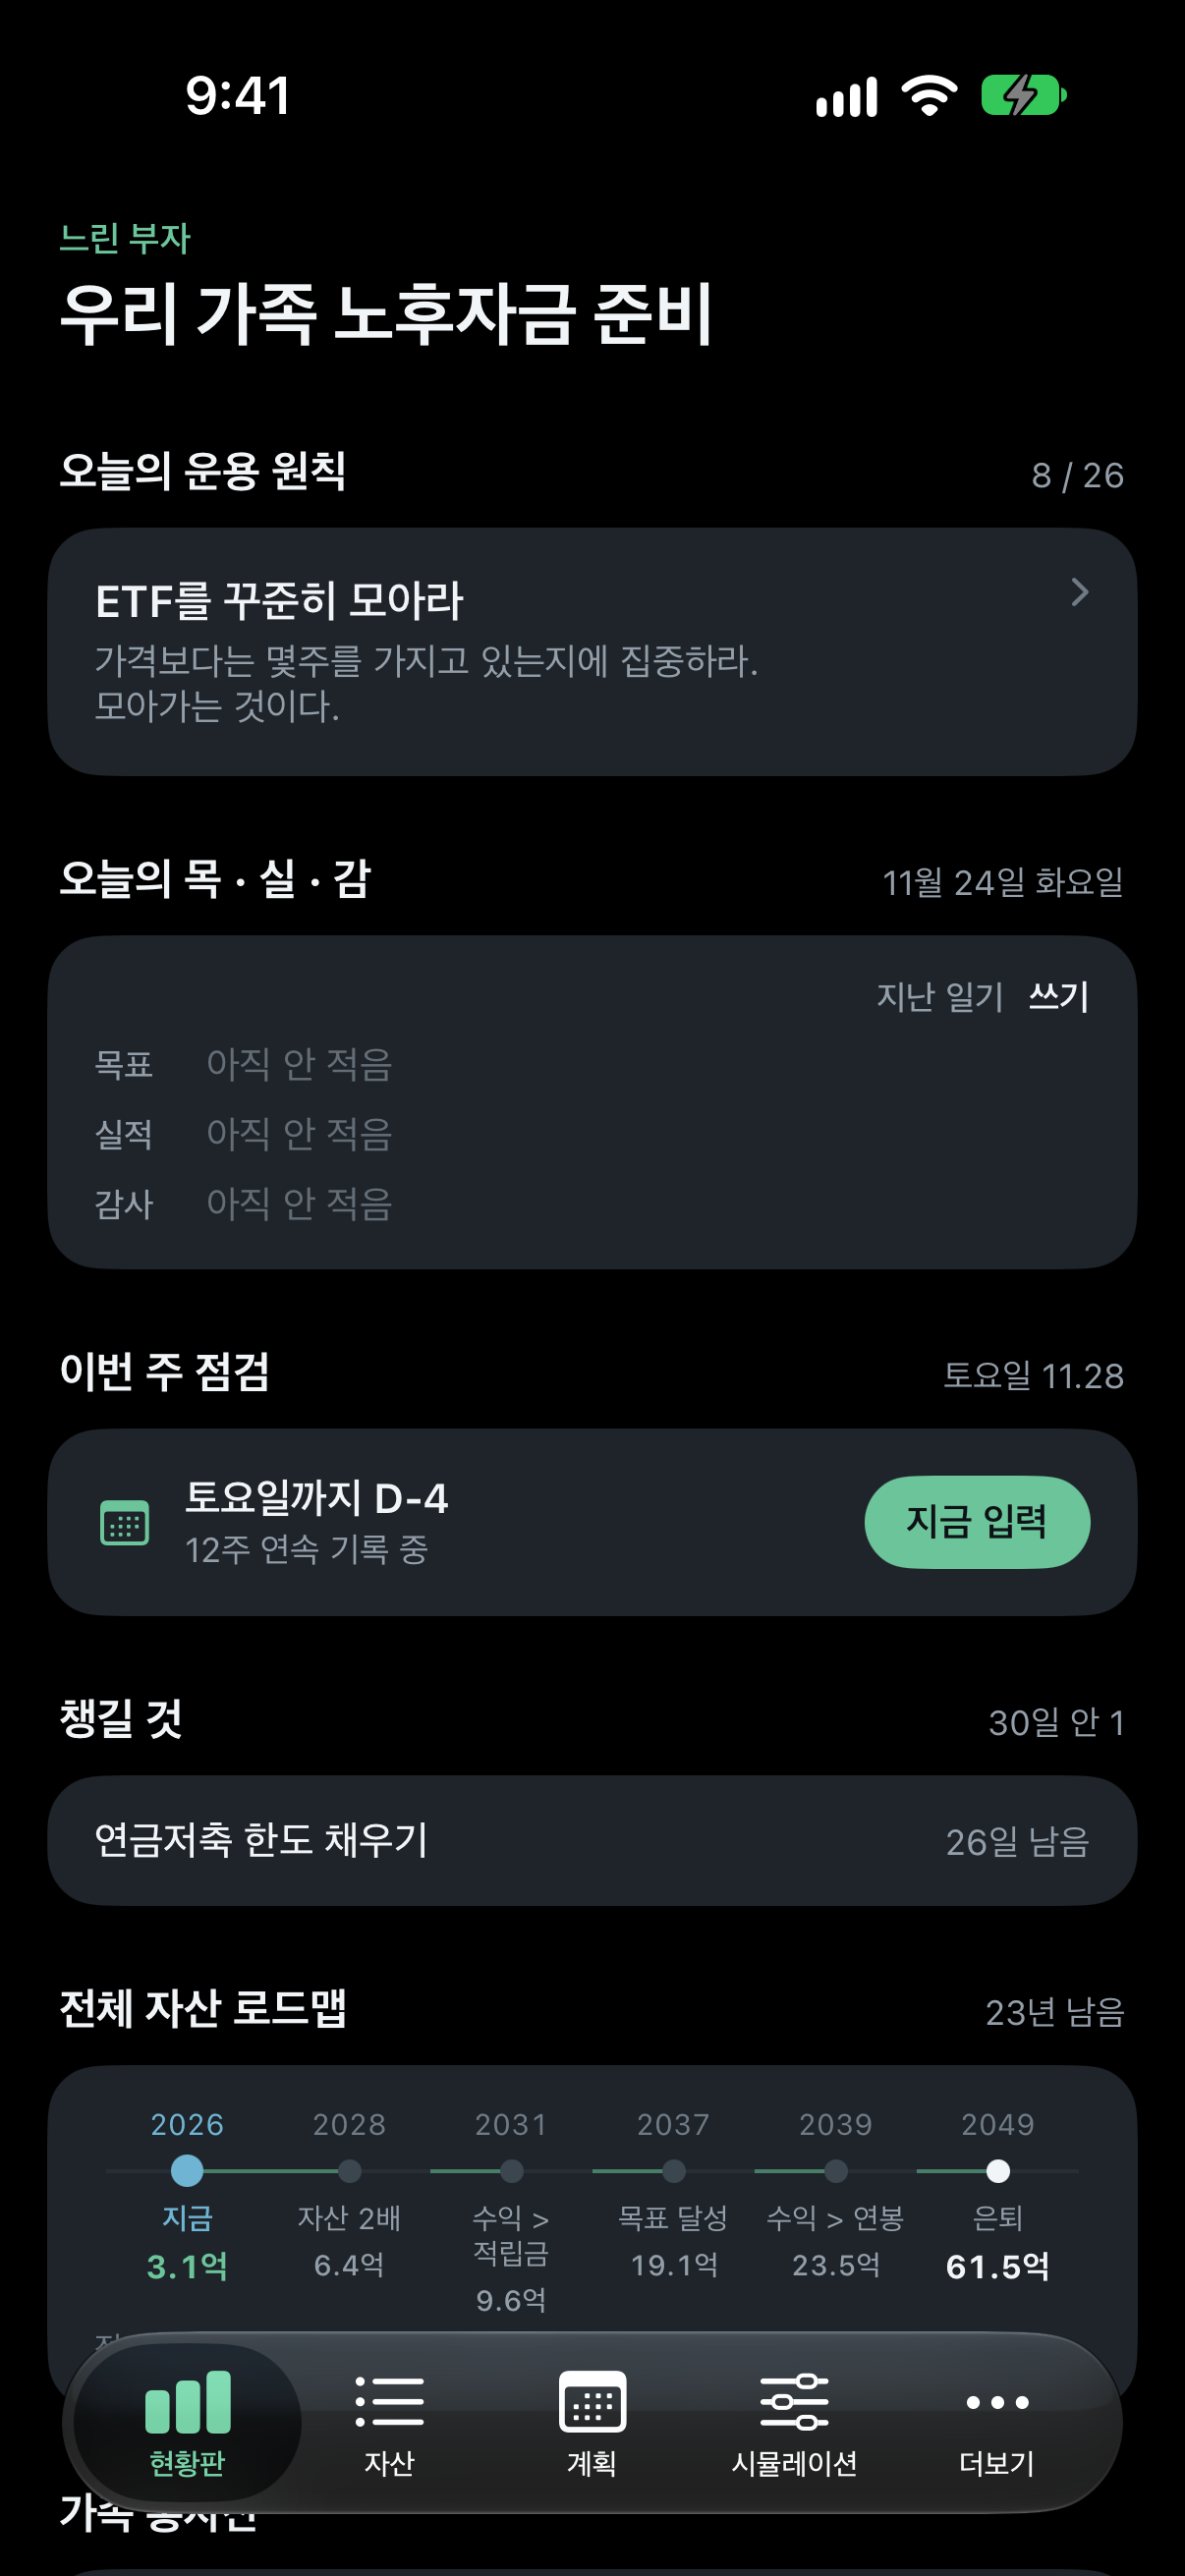 9:41
느린 부자
우리 가족 노후자금 준비
오늘의 운용 원칙
8 / 26
ETF를 꾸준히 모아라
가격보다는 몇주를 가지고 있는지에 집중하라.
모아가는 것이다.
오늘의 목 · 실 · 감
11월 24일 화요일
지난 일기 쓰기
목표 아직 안 적음
실적 아직 안 적음
감사 아직 안 적음
이번 주 점검
토요일 11.28
토요일까지 D-4
12주 연속 기록 중
지금 입력
챙길 것
30일 안 1
연금저축 한도 채우기
26일 남음
전체 자산 로드맵
23년 남음
2026 2028 2031 2037 2039 2049
지금 자산 2배 수익 > 목표 달성 수익 > 연봉 은퇴
적립금
3.1억 6.4억 19.1억 23.5억 61.5억
9.6억
현황판 자산 계획 시뮬레이션 더보기
가족